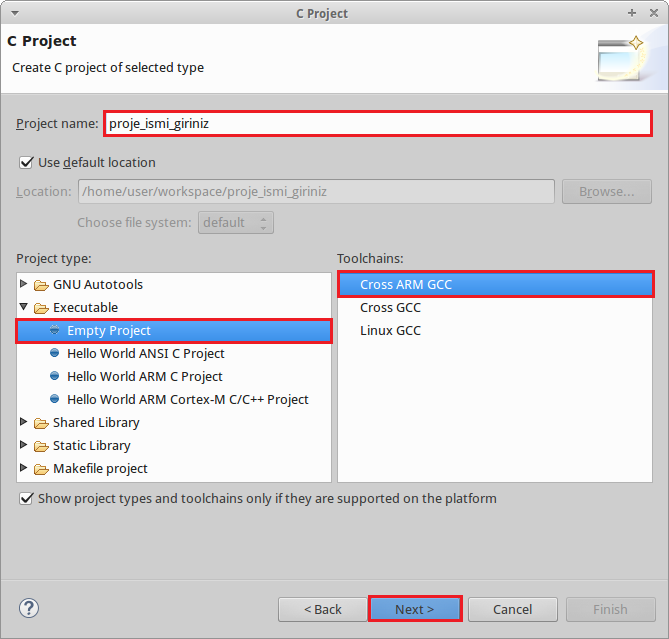 C Project
C Project
Create C project of selected type
Project name: proje_ismi_giriniz
Use default location
Location: /home/user/workspace/proje_ismi_giriniz Browse...
Choose file system: default
Project type:
GNU Autotools
Executable
Empty Project
Hello World ANSI C Project
Hello World ARM C Project
Hello World ARM Cortex-M C/C++ Project
Shared Library
Static Library
Makefile project
Toolchains:
Cross ARM GCC
Cross GCC
Linux GCC
Show project types and toolchains only if they are supported on the platform
? < Back Next > Cancel Finish